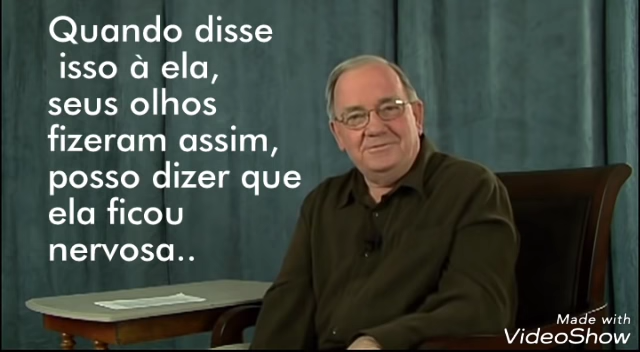 Quando disse
isso à ela,
seus olhos
fizeram assim,
posso dizer que
ela ficou
nervosa..
Made with
VideoShow